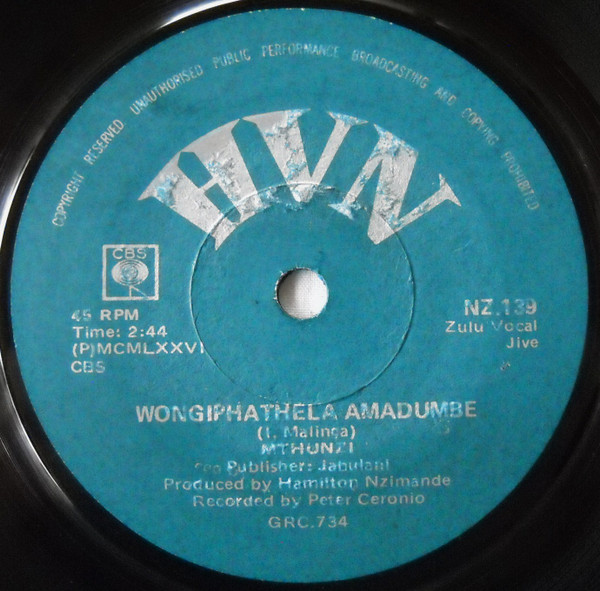 COPYRIGHT RESERVED UNAUTHORISED PUBLIC PERFORMANCE BROADCASTING AND COPYING PROHIBITED
HVN
CBS
45 RPM
Time: 2:44
(P)MCMLXXVI
CBS
NZ.139
Zulu Vocal
Jive
WONGIPHATHELA AMADUMBE
(I. Malinga)
MTHUNZI
Publisher: Jabulani
Produced by Hamilton Nzimande
Recorded by Peter Ceronio
GRC.734